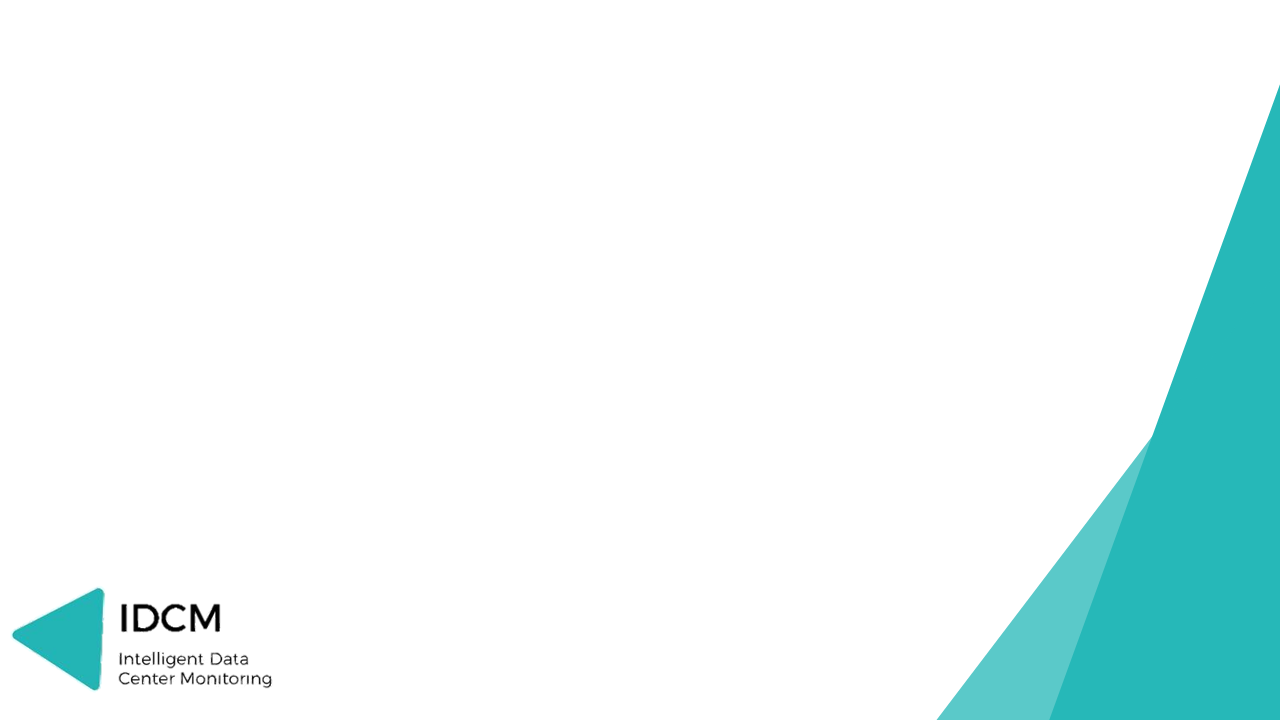 IDCM
Intelligent Data
Center Monitoring